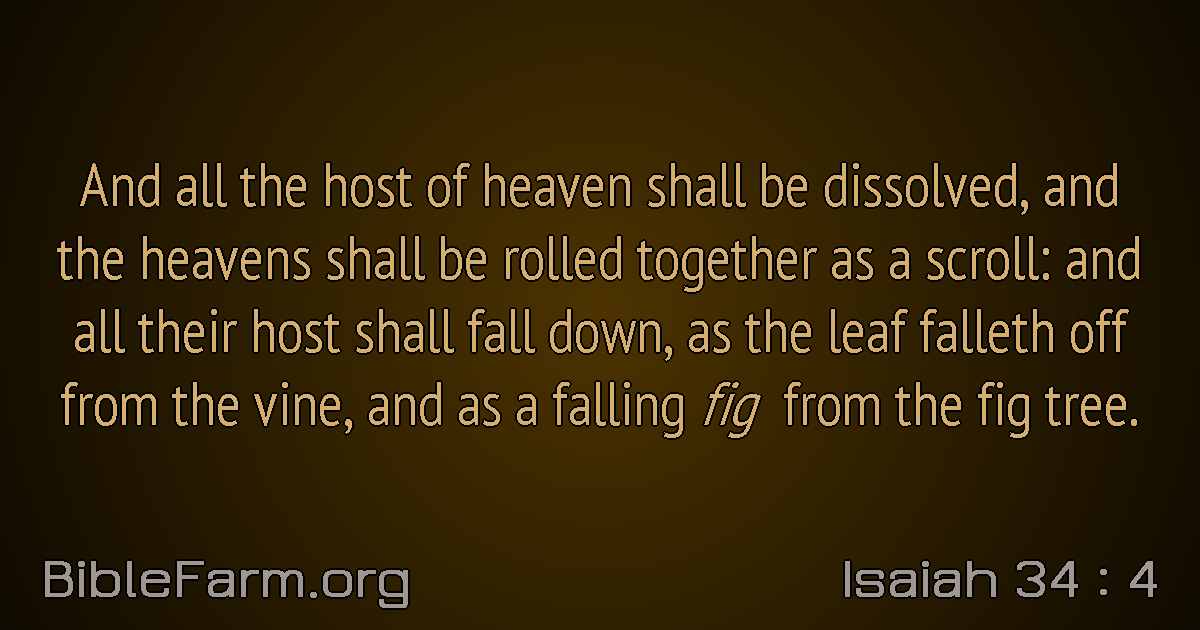 And all the host of heaven shall be dissolved, and
the heavens shall be rolled together as a scroll: and
all their host shall fall down, as the leaf falleth off
from the vine, and as a falling fig from the fig tree.
BibleFarm.org
Isaiah 34 : 4